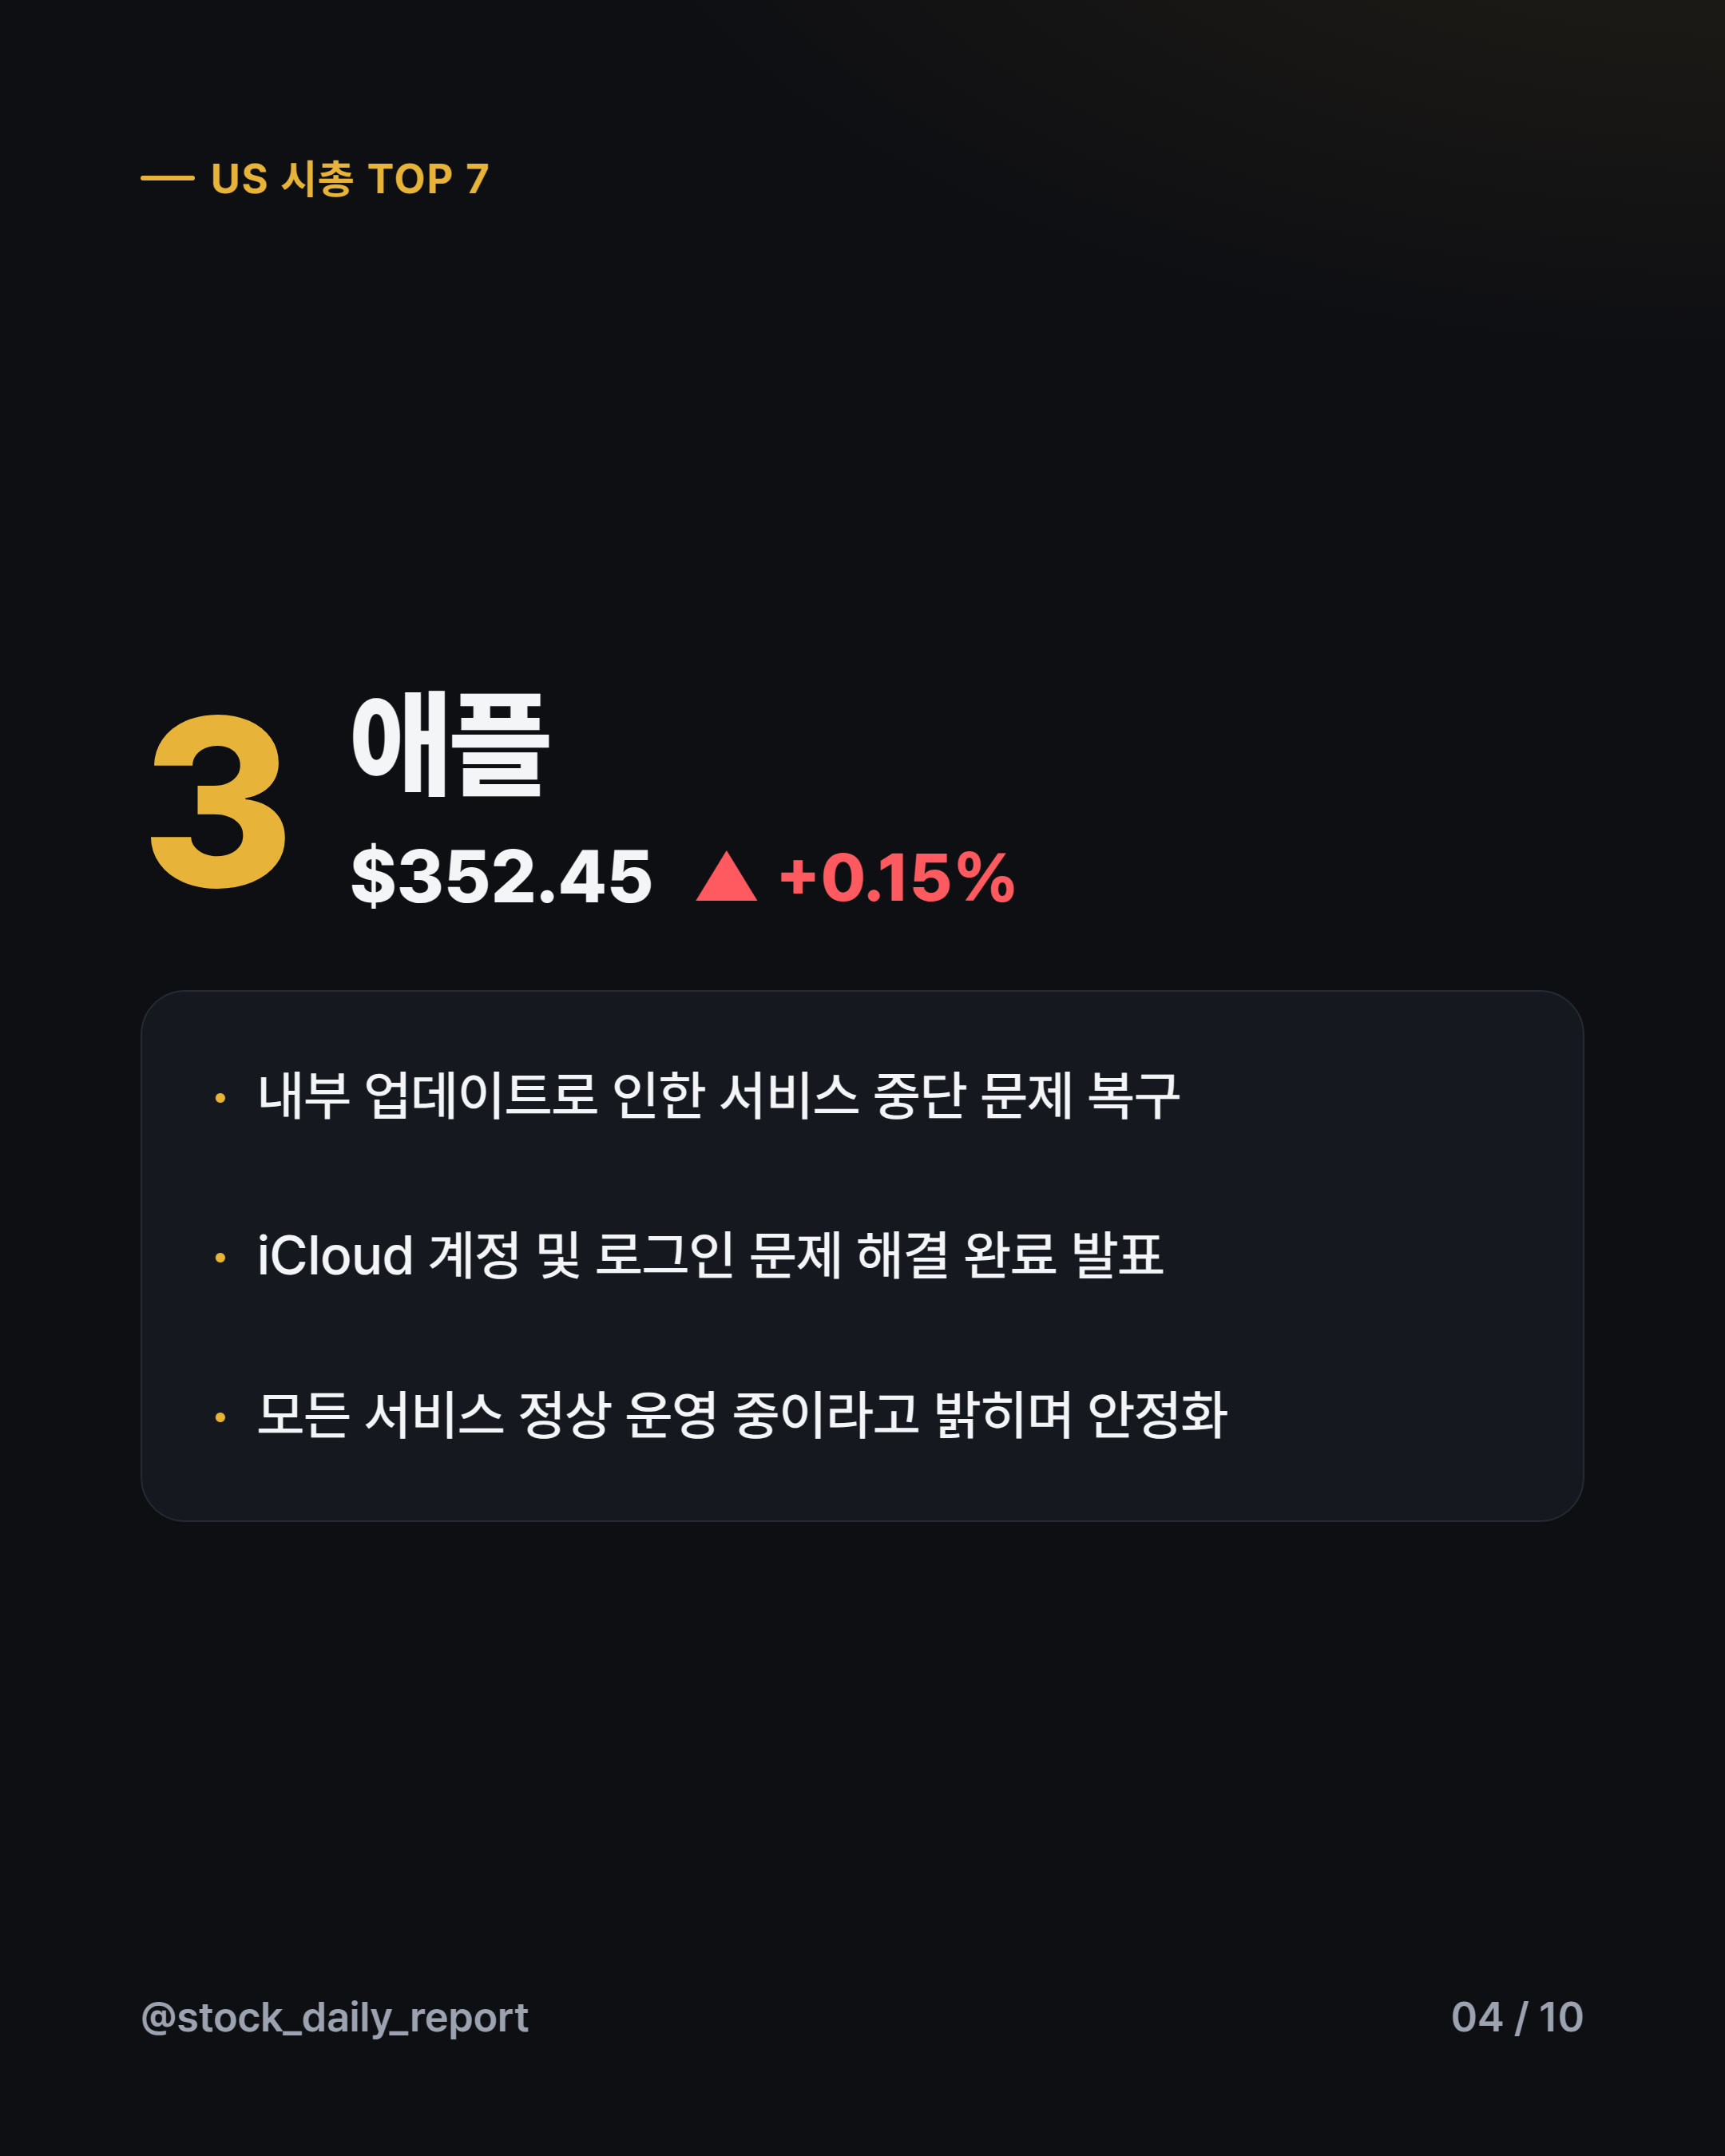 US 시총 TOP 7
3
애플
$352.45 ▲ +0.15%
• 내부 업데이트로 인한 서비스 중단 문제 복구
• iCloud 계정 및 로그인 문제 해결 완료 발표
• 모든 서비스 정상 운영 중이라고 밝히며 안정화
@stock_daily_report
04 / 10